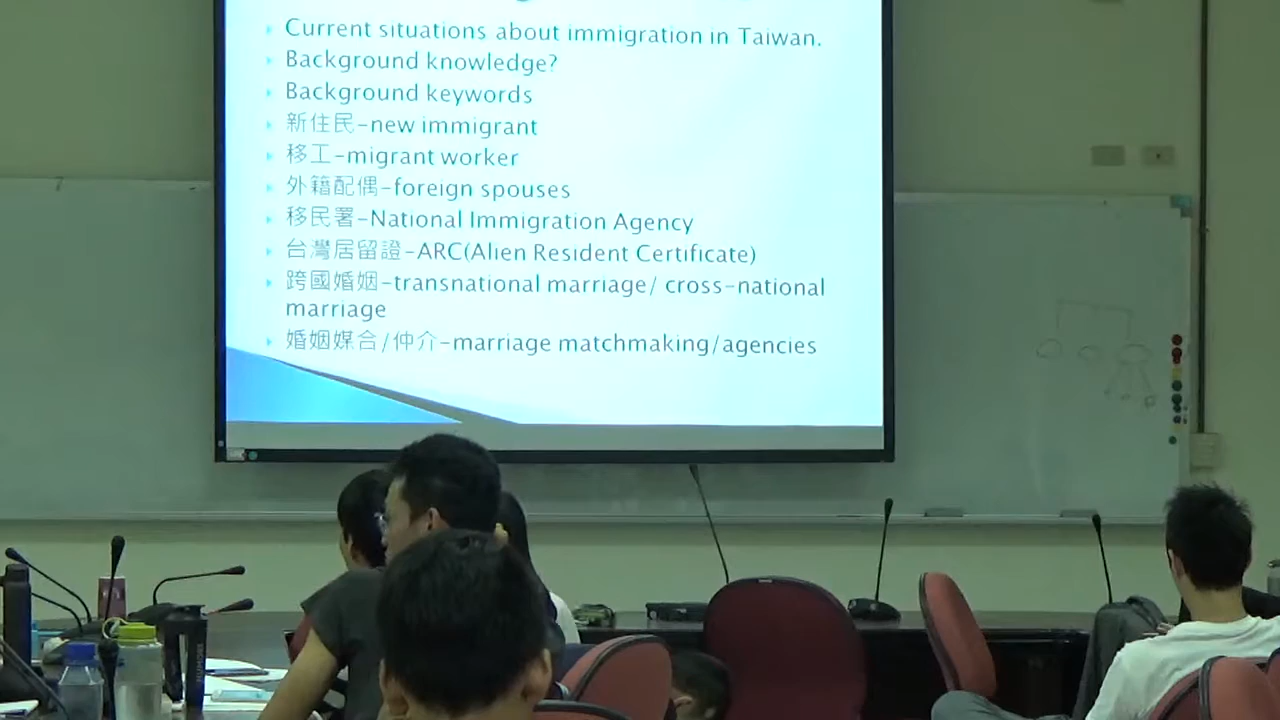 Current situations about immigration in Taiwan.
Background knowledge?
Background keywords
新住民-new immigrant
移工-migrant worker
外籍配偶-foreign spouses
移民署-National Immigration Agency
台灣居留證-ARC(Alien Resident Certificate)
跨國婚姻-transnational marriage/ cross-national
marriage
婚姻媒合/仲介-marriage matchmaking/agencies